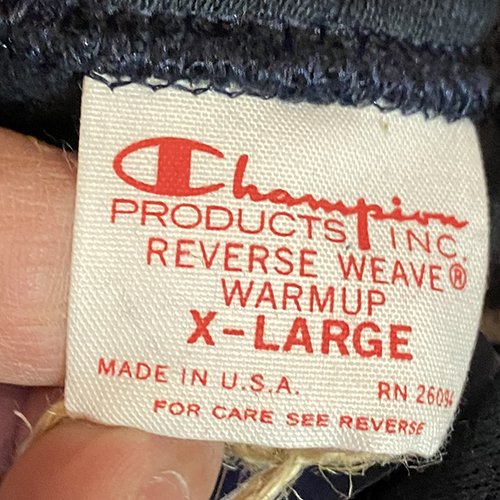 Champion
PRODUCTS, INC.
REVERSE WEAVE®
WARMUP
X-LARGE
MADE IN U.S.A. RN 26094
FOR CARE SEE REVERSE